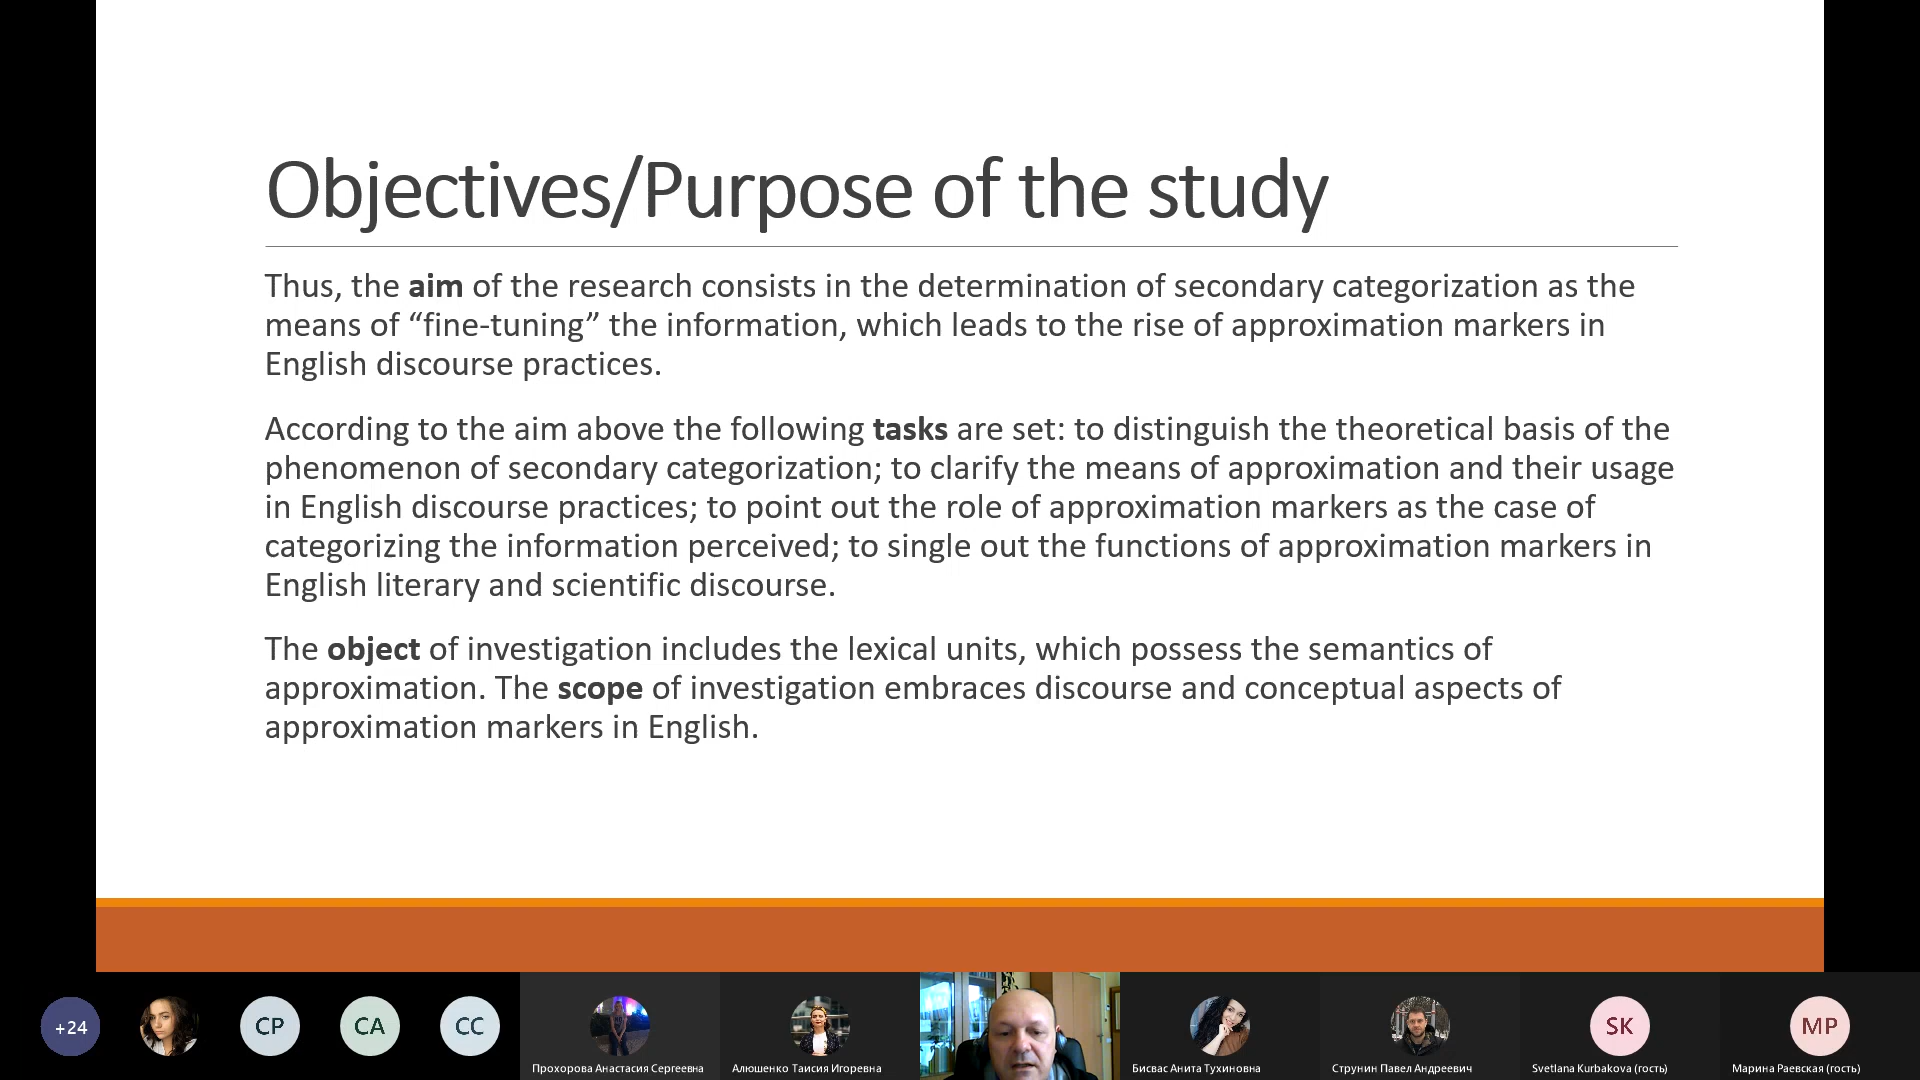 Objectives/Purpose of the study
Thus, the aim of the research consists in the determination of secondary categorization as the
means of “fine-tuning” the information, which leads to the rise of approximation markers in
English discourse practices.
According to the aim above the following tasks are set: to distinguish the theoretical basis of the
phenomenon of secondary categorization; to clarify the means of approximation and their usage
in English discourse practices; to point out the role of approximation markers as the case of
categorizing the information perceived; to single out the functions of approximation markers in
English literary and scientific discourse.
The object of investigation includes the lexical units, which possess the semantics of
approximation. The scope of investigation embraces discourse and conceptual aspects of
approximation markers in English.
+24
СР
СА
СС
SK
МР
Прохорова Анастасия Сергеевна
Алюшенко Таисия Игоревна
Бисвас Анита Тухиновна
Струнин Павел Андреевич
Svetlana Kurbakova (гость)
Марина Раевская (гость)